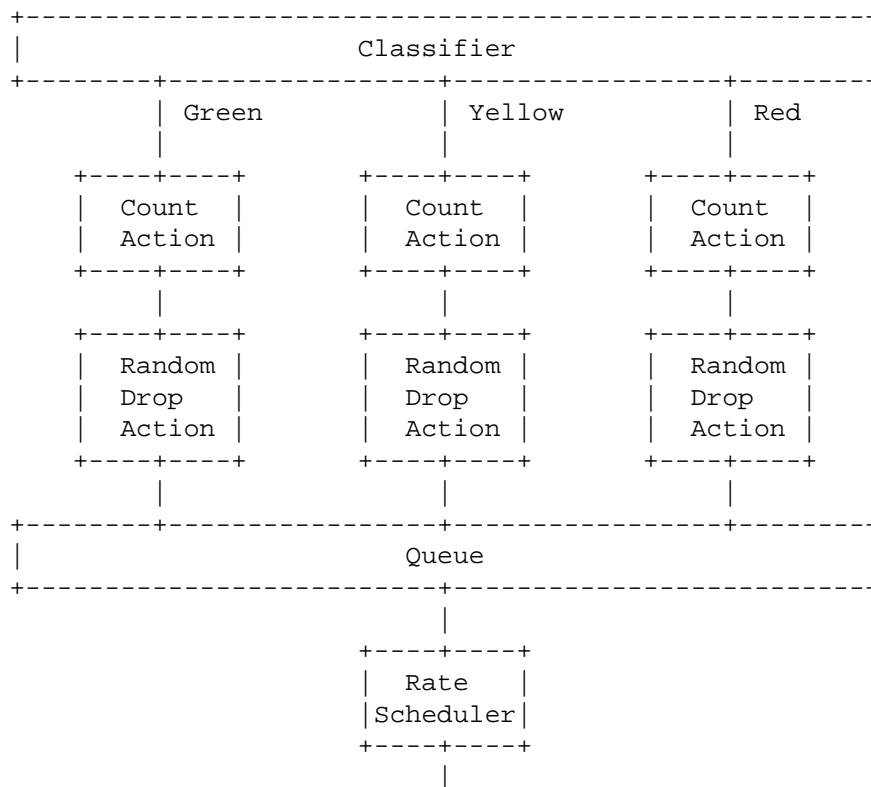 Classifier
Green Yellow Red
Count Count Count
Action Action Action
Random Random Random
Drop Drop Drop
Action Action Action
Queue
Rate
Scheduler